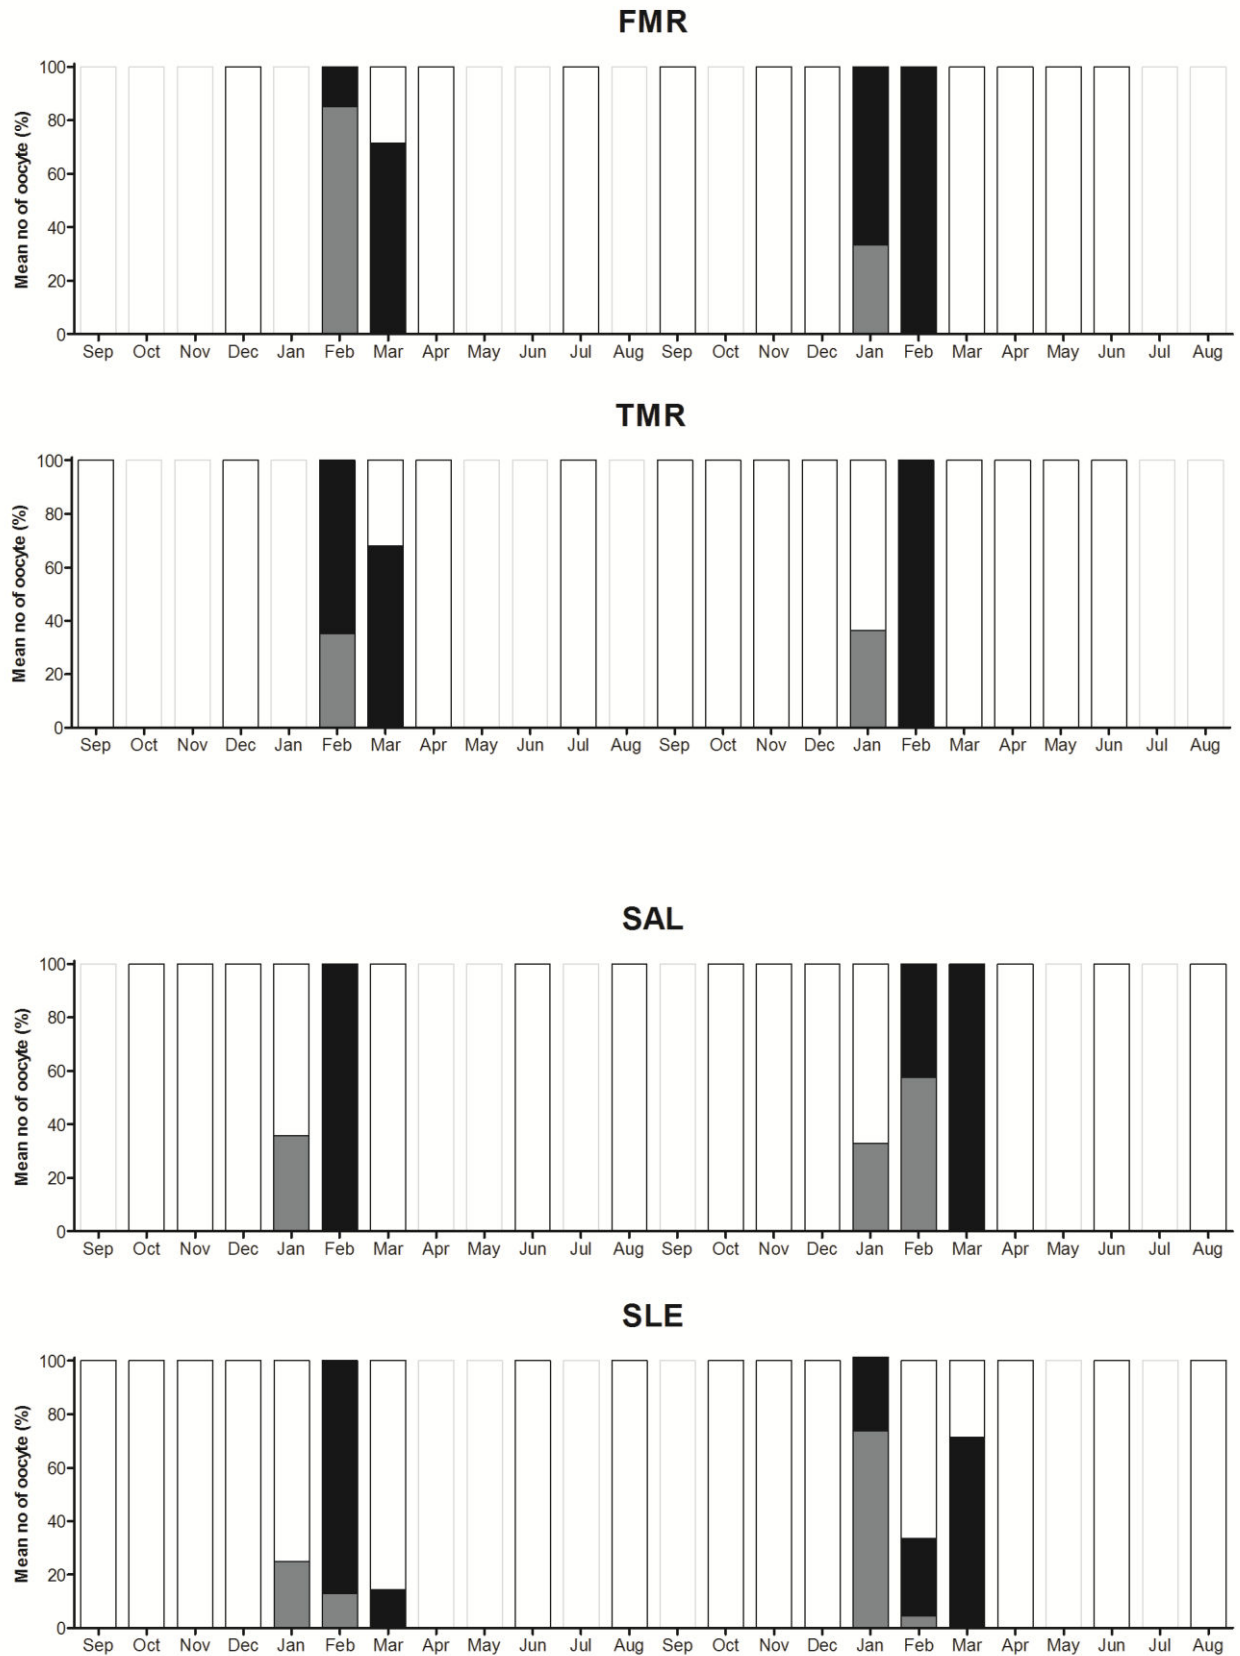 FMR
Mean no of oocyte (%)
100
80
60
40
20
0
Sep Oct Nov Dec Jan Feb Mar Apr May Jun Jul Aug Sep Oct Nov Dec Jan Feb Mar Apr May Jun Jul Aug
TMR
Mean no of oocyte (%)
100
80
60
40
20
0
Sep Oct Nov Dec Jan Feb Mar Apr May Jun Jul Aug Sep Oct Nov Dec Jan Feb Mar Apr May Jun Jul Aug
SAL
Mean no of oocyte (%)
100
80
60
40
20
0
Sep Oct Nov Dec Jan Feb Mar Apr May Jun Jul Aug Sep Oct Nov Dec Jan Feb Mar Apr May Jun Jul Aug
SLE
Mean no of oocyte (%)
100
80
60
40
20
0
Sep Oct Nov Dec Jan Feb Mar Apr May Jun Jul Aug Sep Oct Nov Dec Jan Feb Mar Apr May Jun Jul Aug